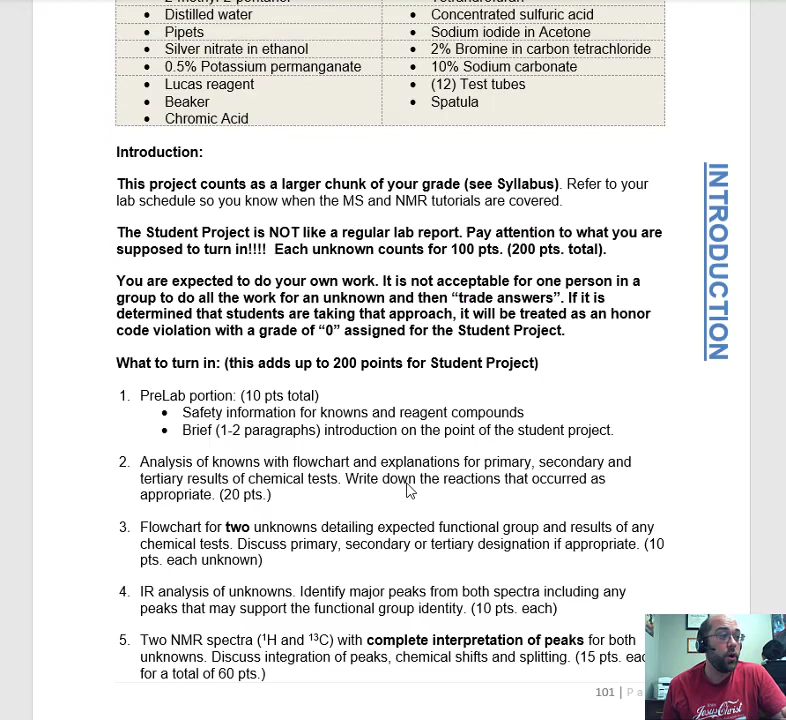 Distilled water
Concentrated sulfuric acid
Pipets
Sodium iodide in Acetone
Silver nitrate in ethanol
2% Bromine in carbon tetrachloride
0.5% Potassium permanganate
10% Sodium carbonate
Lucas reagent
(12) Test tubes
Beaker
Spatula
Chromic Acid
Introduction:
This project counts as a larger chunk of your grade (see Syllabus). Refer to your
lab schedule so you know when the MS and NMR tutorials are covered.
The Student Project is NOT like a regular lab report. Pay attention to what you are
supposed to turn in!!!! Each unknown counts for 100 pts. (200 pts. total).
You are expected to do your own work. It is not acceptable for one person in a
group to do all the work for an unknown and then “trade answers”. If it is
determined that students are taking that approach, it will be treated as an honor
code violation with a grade of “0” assigned for the Student Project.
What to turn in: (this adds up to 200 points for Student Project)
1. PreLab portion: (10 pts total)
Safety information for knowns and reagent compounds
Brief (1-2 paragraphs) introduction on the point of the student project.
2. Analysis of knowns with flowchart and explanations for primary, secondary and
tertiary results of chemical tests. Write down the reactions that occurred as
appropriate. (20 pts.)
3. Flowchart for two unknowns detailing expected functional group and results of any
chemical tests. Discuss primary, secondary or tertiary designation if appropriate. (10
pts. each unknown)
4. IR analysis of unknowns. Identify major peaks from both spectra including any
peaks that may support the functional group identity. (10 pts. each)
5. Two NMR spectra (¹H and ¹³C) with complete interpretation of peaks for both
unknowns. Discuss integration of peaks, chemical shifts and splitting. (15 pts.
for a total of 60 pts.)
101 |
INTRODUCTION
Jesus Christ